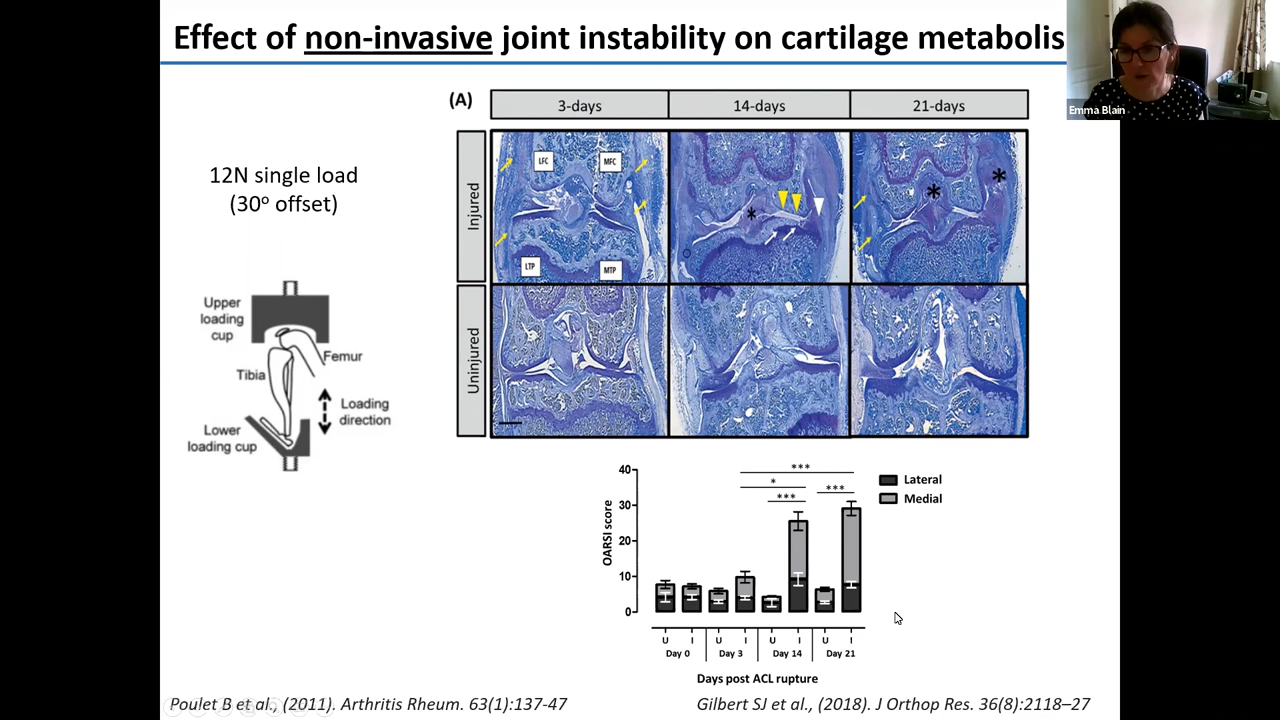 Effect of non-invasive joint instability on cartilage metabolis
Emma Blain
12N single load
(30° offset)
Upper
loading
cup
Femur
Tibia
Loading
direction
Lower
loading cup
(A)
3-days
14-days
21-days
Injured
LFC
MFC
LTP
MTP
*
*
*
Uninjured
OARSI score
40
30
20
10
0
***
*
***
***
Lateral
Medial
U I U I U I U I
Day 0 Day 3 Day 14 Day 21
Days post ACL rupture
Poulet B et al., (2011). Arthritis Rheum. 63(1):137-47
Gilbert SJ et al., (2018). J Orthop Res. 36(8):2118–27